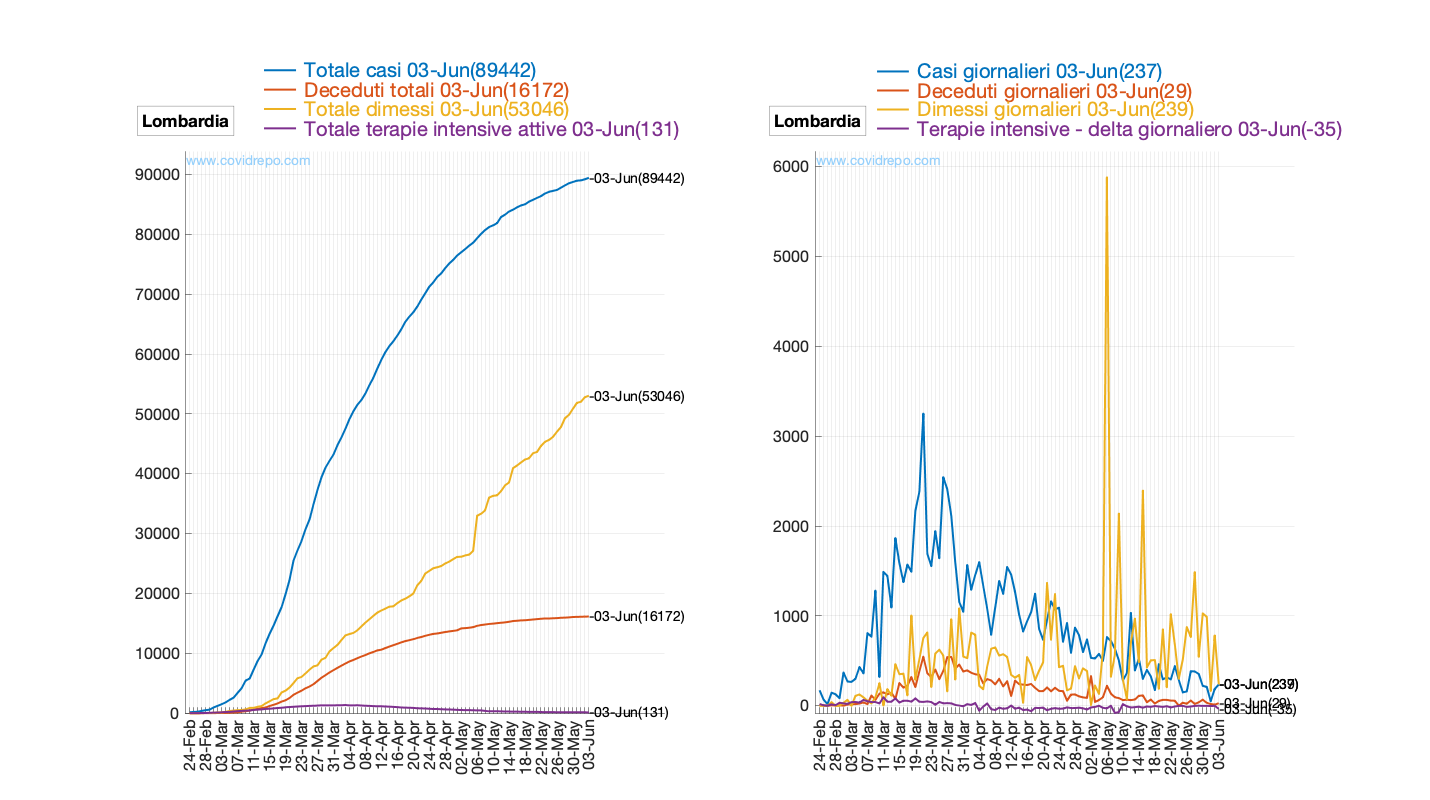 Totale casi 03-Jun(89442)
Deceduti totali 03-Jun(16172)
Totale dimessi 03-Jun(53046)
Totale terapie intensive attive 03-Jun(131)
Lombardia
www.covidrepo.com
90000
80000
70000
60000
50000
40000
30000
20000
10000
0
-03-Jun(89442)
-03-Jun(53046)
-03-Jun(16172)
-03-Jun(131)
24-Feb
28-Feb
03-Mar
07-Mar
11-Mar
15-Mar
19-Mar
23-Mar
27-Mar
31-Mar
04-Apr
08-Apr
12-Apr
16-Apr
20-Apr
24-Apr
28-Apr
02-May
06-May
10-May
14-May
18-May
22-May
26-May
30-May
03-Jun
Casi giornalieri 03-Jun(237)
Deceduti giornalieri 03-Jun(29)
Dimessi giornalieri 03-Jun(239)
Terapie intensive - delta giornaliero 03-Jun(-35)
Lombardia
www.covidrepo.com
6000
5000
4000
3000
2000
1000
0
-03-Jun(239)
-03-Jun(29)
-03-Jun(-35)
24-Feb
28-Feb
03-Mar
07-Mar
11-Mar
15-Mar
19-Mar
23-Mar
27-Mar
31-Mar
04-Apr
08-Apr
12-Apr
16-Apr
20-Apr
24-Apr
28-Apr
02-May
06-May
10-May
14-May
18-May
22-May
26-May
30-May
03-Jun